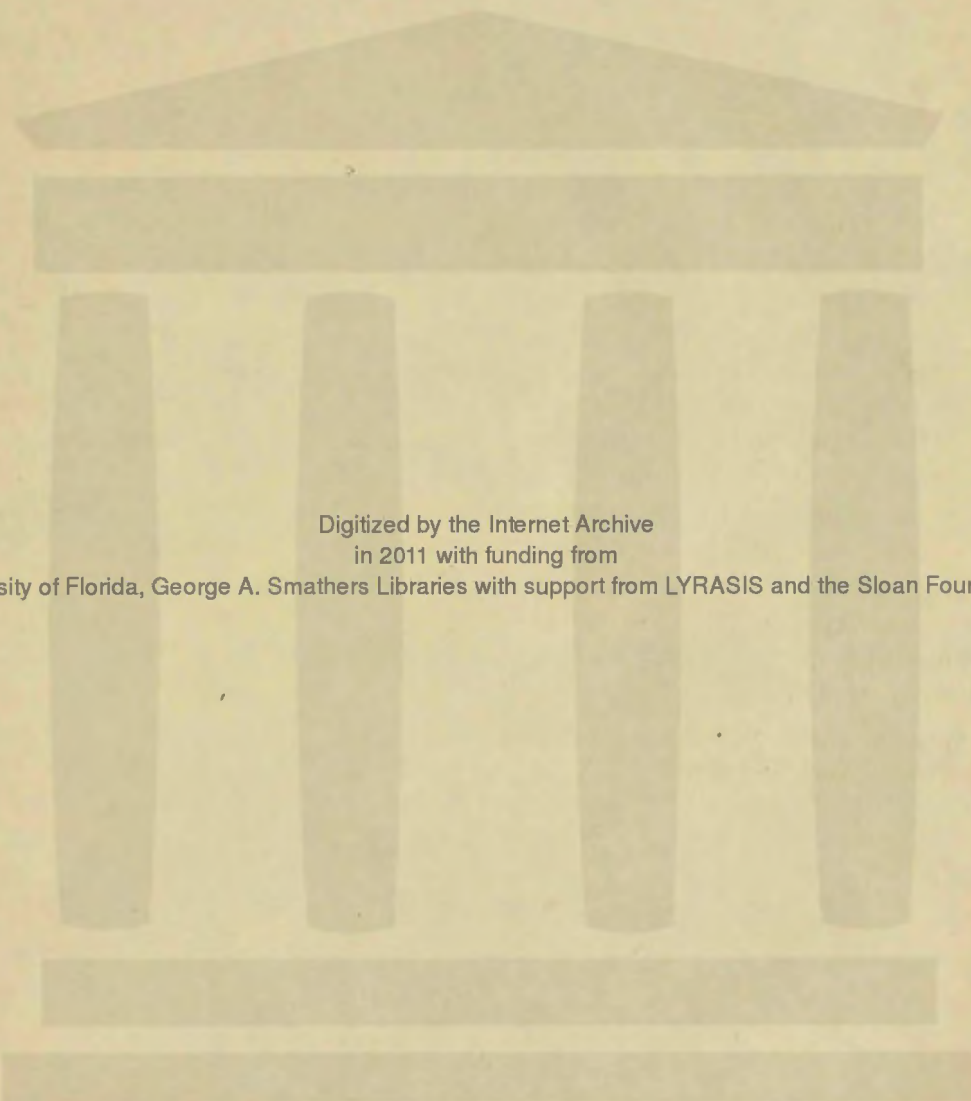 Digitized by the Internet Archive
in 2011 with funding from
sity of Florida, George A. Smathers Libraries with support from LYRASIS and the Sloan Four